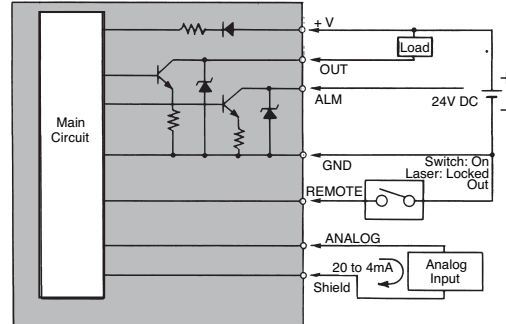 + V
Load
OUT
ALM
24V DC
Main
Circuit
GND
Switch: On
Laser: Locked
Out
REMOTE
ANALOG
20 to 4mA
Analog
Input
Shield